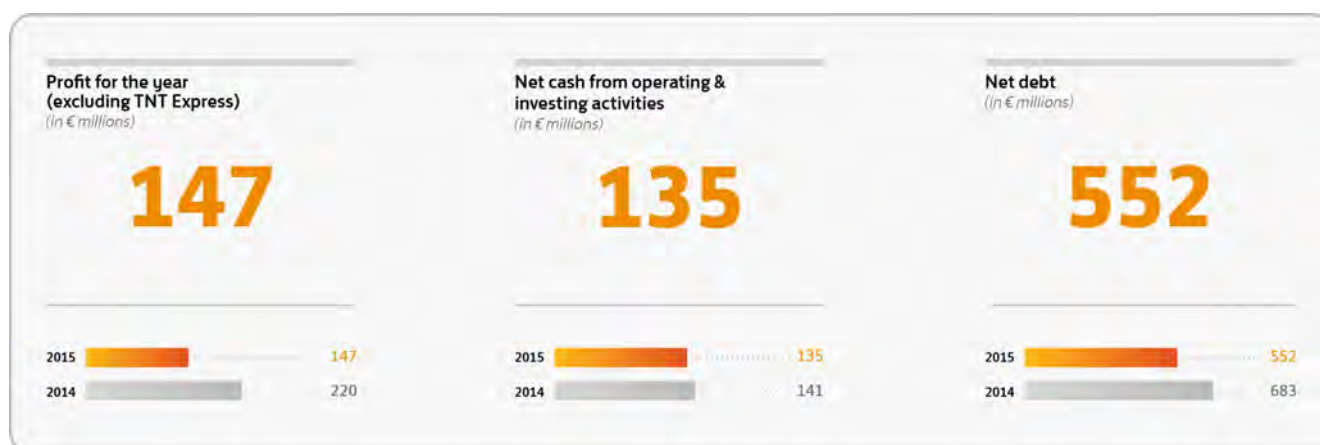 Profit for the year
(excluding TNT Express)
(in € millions)
147
2015 147
2014 220
Net cash from operating &
investing activities
(in € millions)
135
2015 135
2014 141
Net debt
(in € millions)
552
2015 552
2014 683